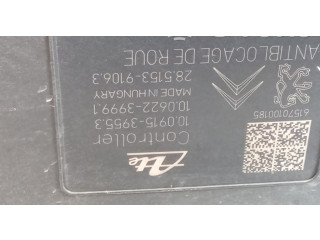 Ate
Controller
10.0915-3955.3
10.0622-3999.1
MADE IN HUNGARY
28.5153-9106.3
ANTIBLOCAGE DE ROUE
61570100185